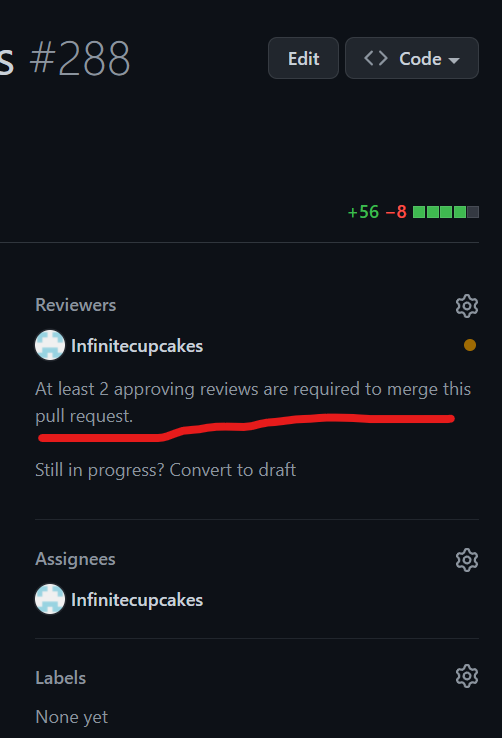 s #288
Edit
<> Code
+56 −8
Reviewers
Infinitecupcakes
At least 2 approving reviews are required to merge this
pull request.
Still in progress? Convert to draft
Assignees
Infinitecupcakes
Labels
None yet